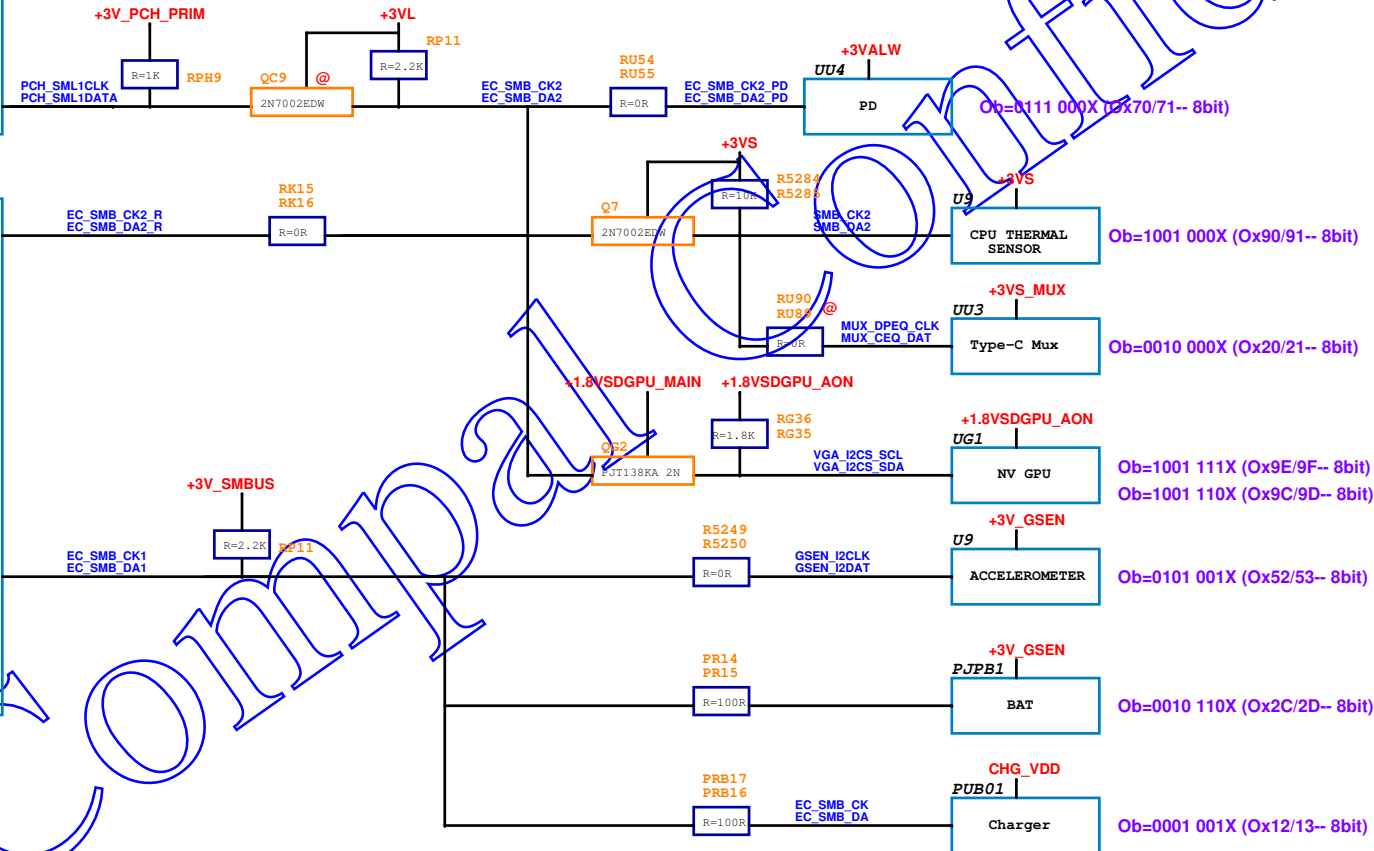 +3V_PCH_PRIM
+3VL
R=1K
RPH9
QC9
@
RP11
R=2.2K
PCH_SML1CLK
PCH_SML1DATA
2N7002EDW
EC_SMB_CK2
EC_SMB_DA2
RU54
RU55
R=0R
EC_SMB_CK2_PD
EC_SMB_DA2_PD
+3VALW
UU4
PD
Ob=0111 000X (Ox70/71-- 8bit)
+3VS
R5284
R5285
R=10K
EC_SMB_CK2_R
EC_SMB_DA2_R
RK15
RK16
R=0R
Q7
2N7002EDW
SMB_CK2
SMB_DA2
+3VS
U9
CPU THERMAL
SENSOR
Ob=1001 000X (Ox90/91-- 8bit)
RU90
RU89
@
R=0R
MUX_DPEQ_CLK
MUX_CEQ_DAT
+3VS_MUX
UU3
Type-C Mux
Ob=0010 000X (Ox20/21-- 8bit)
+1.8VSDGPU_MAIN
+1.8VSDGPU_AON
RG36
RG35
R=1.8K
QG2
PJT138KA 2N
VGA_I2CS_SCL
VGA_I2CS_SDA
+1.8VSDGPU_AON
UG1
NV GPU
Ob=1001 111X (Ox9E/9F-- 8bit)
Ob=1001 110X (Ox9C/9D-- 8bit)
+3V_SMBUS
R=2.2K
RP11
EC_SMB_CK1
EC_SMB_DA1
R5249
R5250
R=0R
GSEN_I2CLK
GSEN_I2DAT
+3V_GSEN
U9
ACCELEROMETER
Ob=0101 001X (Ox52/53-- 8bit)
PR14
PR15
R=100R
+3V_GSEN
PJPB1
BAT
Ob=0010 110X (Ox2C/2D-- 8bit)
PRB17
PRB16
R=100R
EC_SMB_CK
EC_SMB_DA
CHG_VDD
PUB01
Charger
Ob=0001 001X (Ox12/13-- 8bit)
Compal Confid